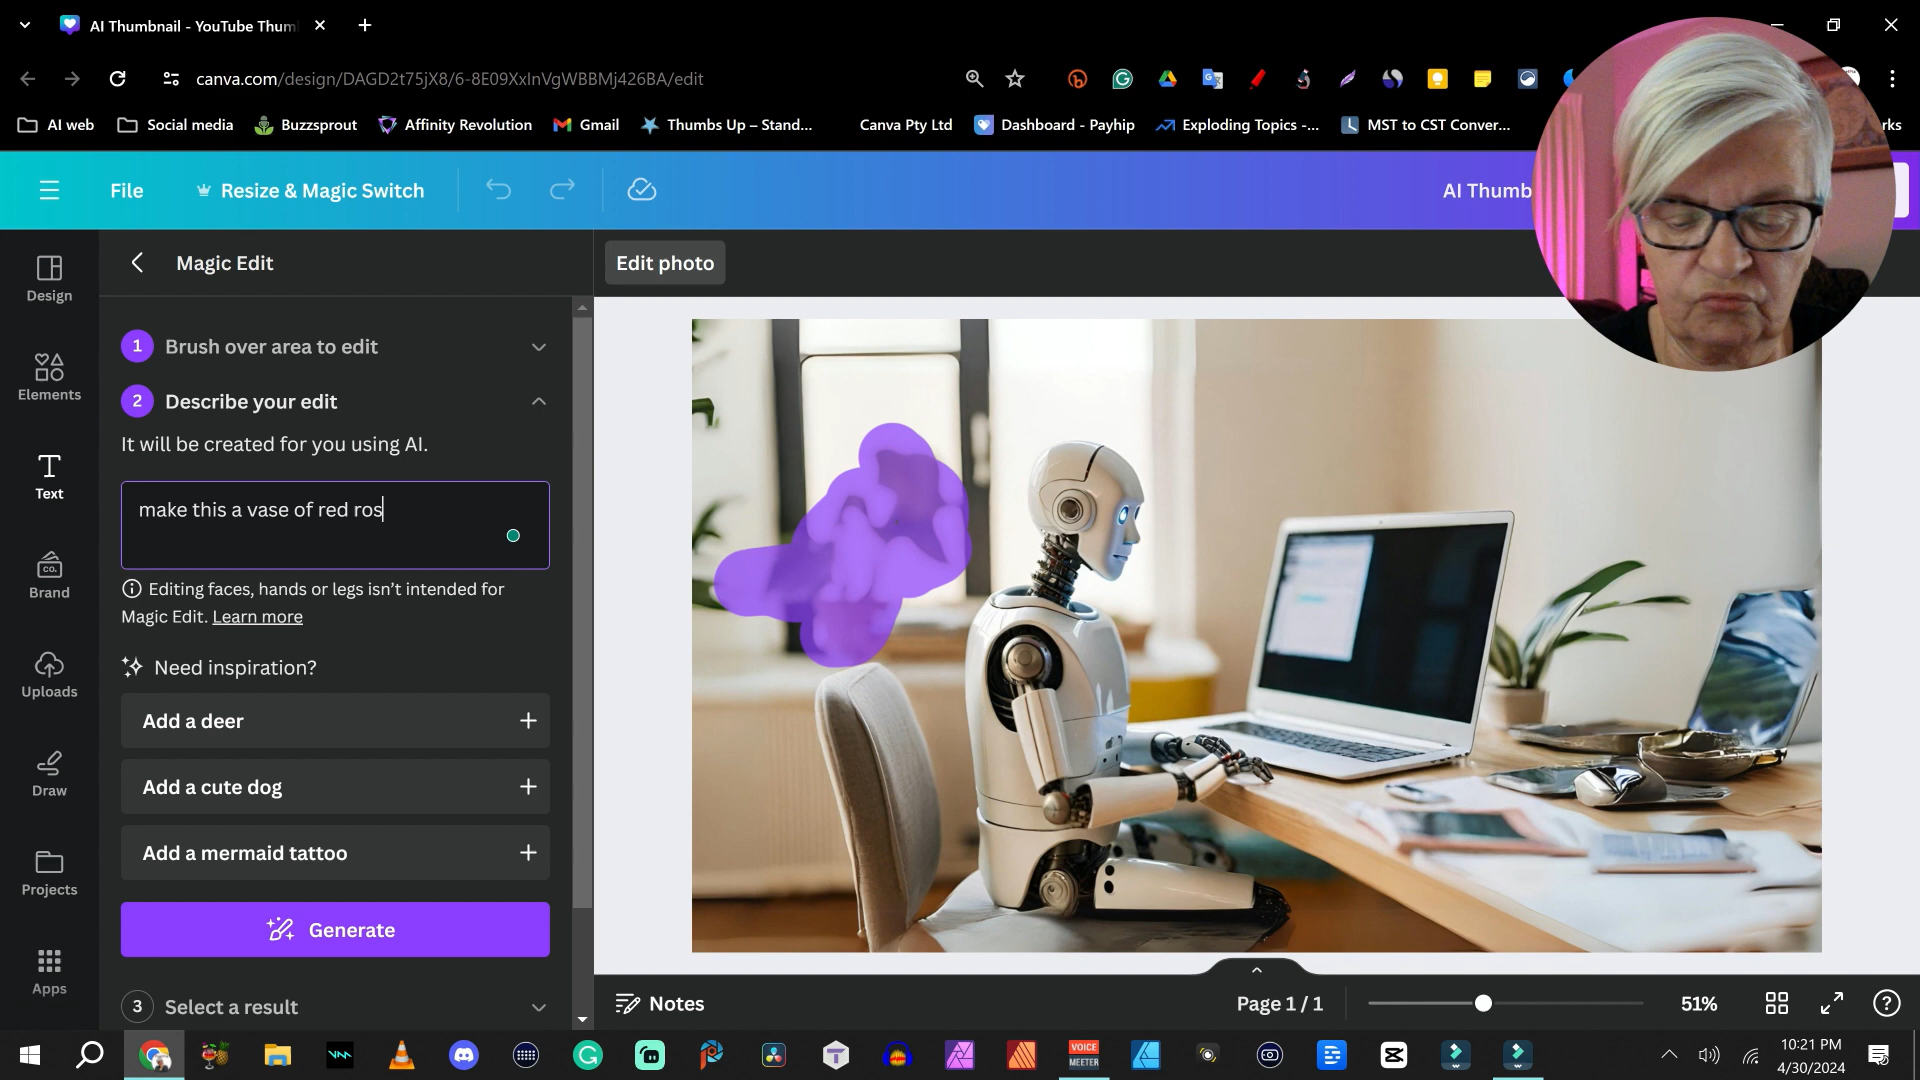 AI Thumbnail - YouTube Thum
canva.com/design/DAGD2t75jX8/6-8E09XxInVgWBBMj426BA/edit
AI web
Social media
Buzzsprout
Affinity Revolution
Gmail
Thumbs Up – Stand...
Canva Pty Ltd
Dashboard - Payhip
Exploding Topics -...
MST to CST Conver...
rks
File
Resize & Magic Switch
AI Thumb
Design
Elements
Text
Brand
Uploads
Draw
Projects
Apps
Magic Edit
Edit photo
1 Brush over area to edit
2 Describe your edit
It will be created for you using AI.
make this a vase of red ros
Editing faces, hands or legs isn't intended for
Magic Edit. Learn more
Need inspiration?
Add a deer
Add a cute dog
Add a mermaid tattoo
Generate
3 Select a result
Notes
Page 1 / 1
51%
CO.
VOICE
MEETER
10:21 PM
4/30/2024